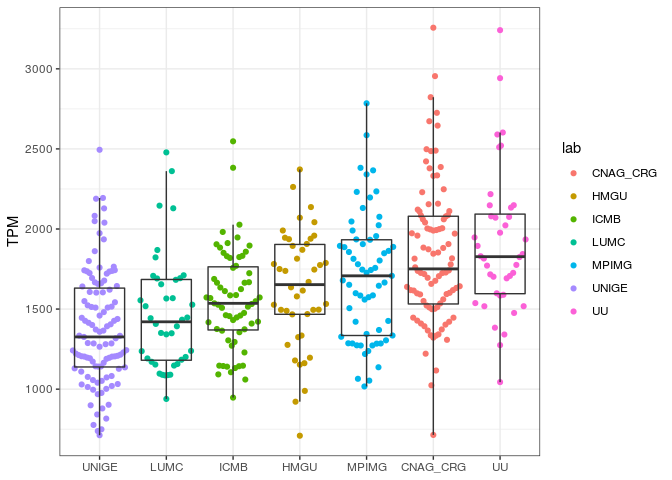 TPM
3000
2500
2000
1500
1000
UNIGE LUMC ICMB HMGU MPIMG CNAG_CRG UU
lab
CNAG_CRG
HMGU
ICMB
LUMC
MPIMG
UNIGE
UU